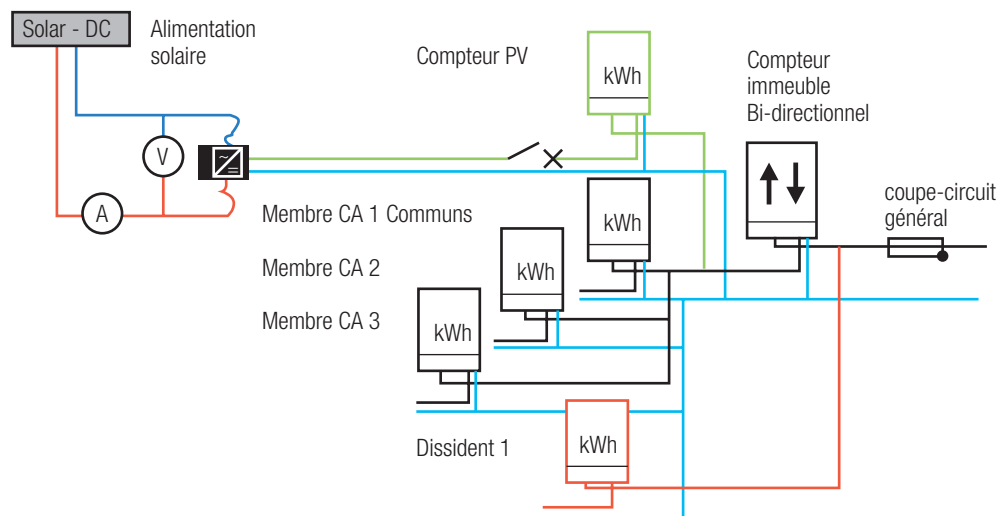 Solar - DC
Alimentation
solaire
V
A
Compteur PV
kWh
Compteur
immeuble
Bi-directionnel
coupe-circuit
général
Membre CA 1 Communs
kWh
Membre CA 2
kWh
Membre CA 3
kWh
Dissident 1
kWh